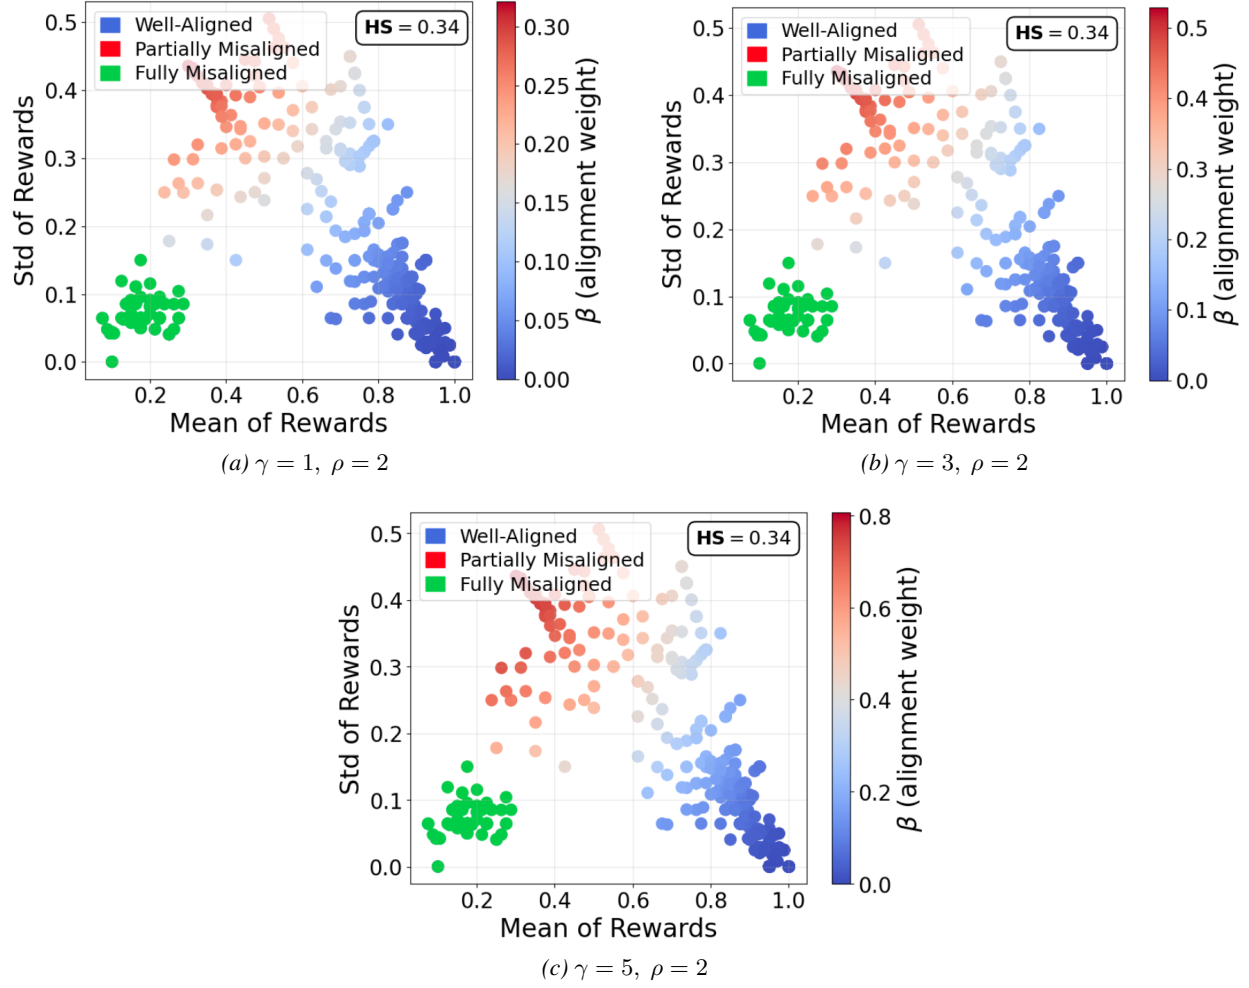 Well-Aligned
Partially Misaligned
Fully Misaligned
HS = 0.34
0.5
0.4
0.3
0.2
0.1
0.0
Std of Rewards
0.2 0.4 0.6 0.8 1.0
Mean of Rewards
0.30
0.25
0.20
0.15
0.10
0.05
0.00
β (alignment weight)
(a) γ = 1, ρ = 2
Well-Aligned
Partially Misaligned
Fully Misaligned
HS = 0.34
0.5
0.4
0.3
0.2
0.1
0.0
Std of Rewards
0.2 0.4 0.6 0.8 1.0
Mean of Rewards
0.5
0.4
0.3
0.2
0.1
0.0
β (alignment weight)
(b) γ = 3, ρ = 2
Well-Aligned
Partially Misaligned
Fully Misaligned
HS = 0.34
0.5
0.4
0.3
0.2
0.1
0.0
Std of Rewards
0.2 0.4 0.6 0.8 1.0
Mean of Rewards
0.8
0.6
0.4
0.2
0.0
β (alignment weight)
(c) γ = 5, ρ = 2